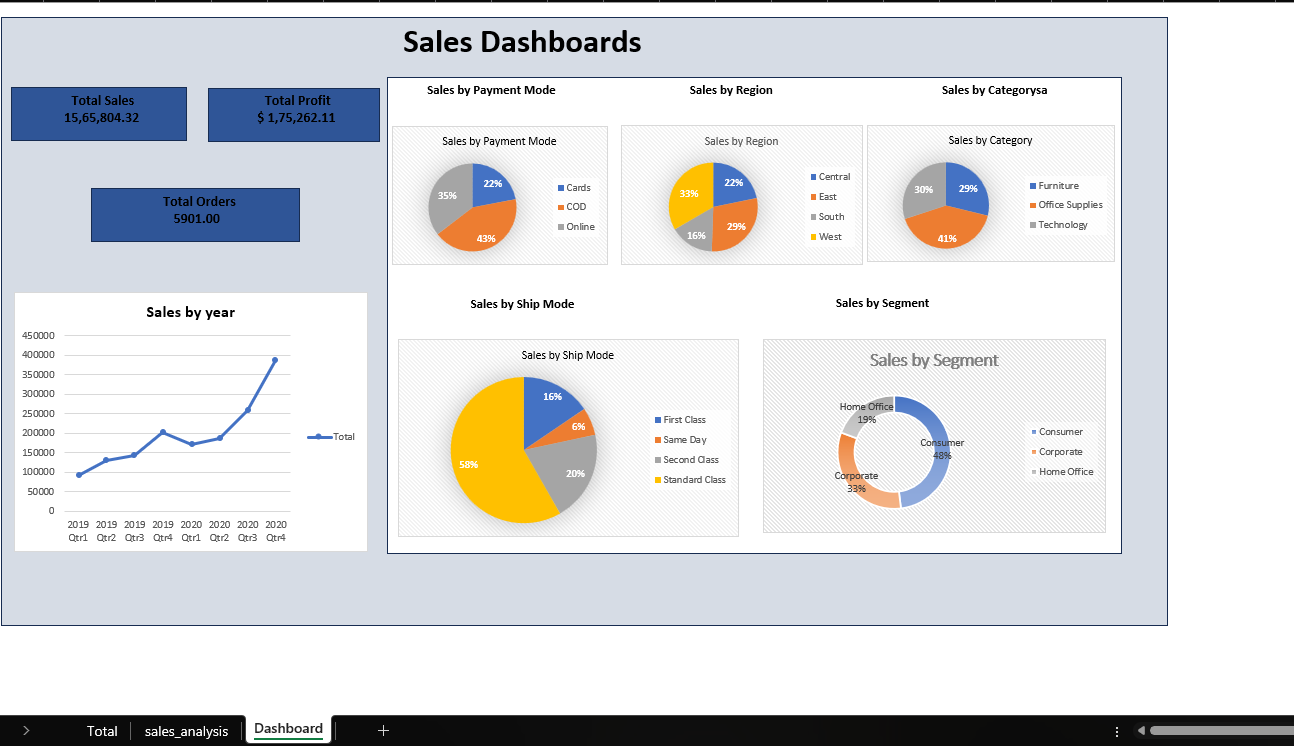 Sales Dashboards
Total Sales
15,65,804.32
Total Profit
$ 1,75,262.11
Total Orders
5901.00
Sales by year
450000
400000
350000
300000
250000
200000
150000
100000
50000
0
2019 2019 2019 2019 2020 2020 2020 2020
Qtr1 Qtr2 Qtr3 Qtr4 Qtr1 Qtr2 Qtr3 Qtr4
Total
Sales by Payment Mode
Sales by Region
Sales by Categorysa
Sales by Payment Mode
22%
43%
35%
Cards
COD
Online
Sales by Region
22%
29%
16%
33%
Central
East
South
West
Sales by Category
29%
41%
30%
Furniture
Office Supplies
Technology
Sales by Ship Mode
Sales by Segment
Sales by Ship Mode
16%
6%
20%
58%
First Class
Same Day
Second Class
Standard Class
Sales by Segment
Home Office
19%
Consumer
48%
Corporate
33%
Consumer
Corporate
Home Office
Total
sales_analysis
Dashboard